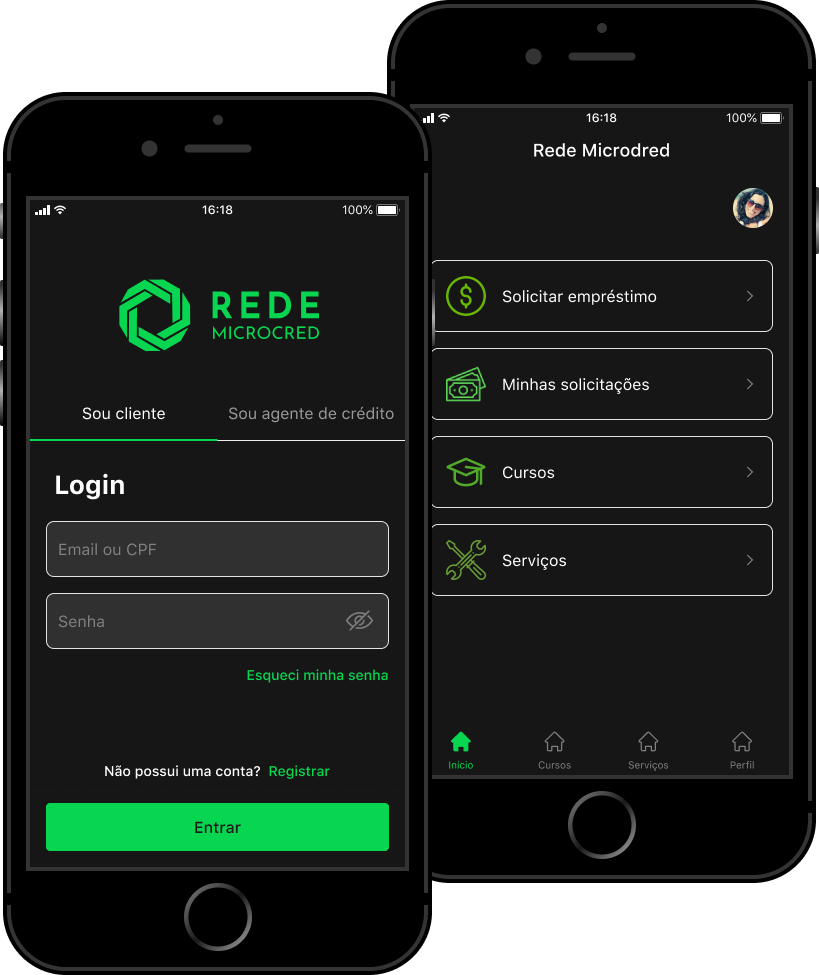 16:18
100%
REDE
MICROCRED
Sou cliente
Sou agente de crédito
Login
Email ou CPF
Senha
Esqueci minha senha
Não possui uma conta? Registrar
Entrar
16:18
100%
Rede Microdred
Solicitar empréstimo
Minhas solicitações
Cursos
Serviços
Início
Cursos
Serviços
Perfil